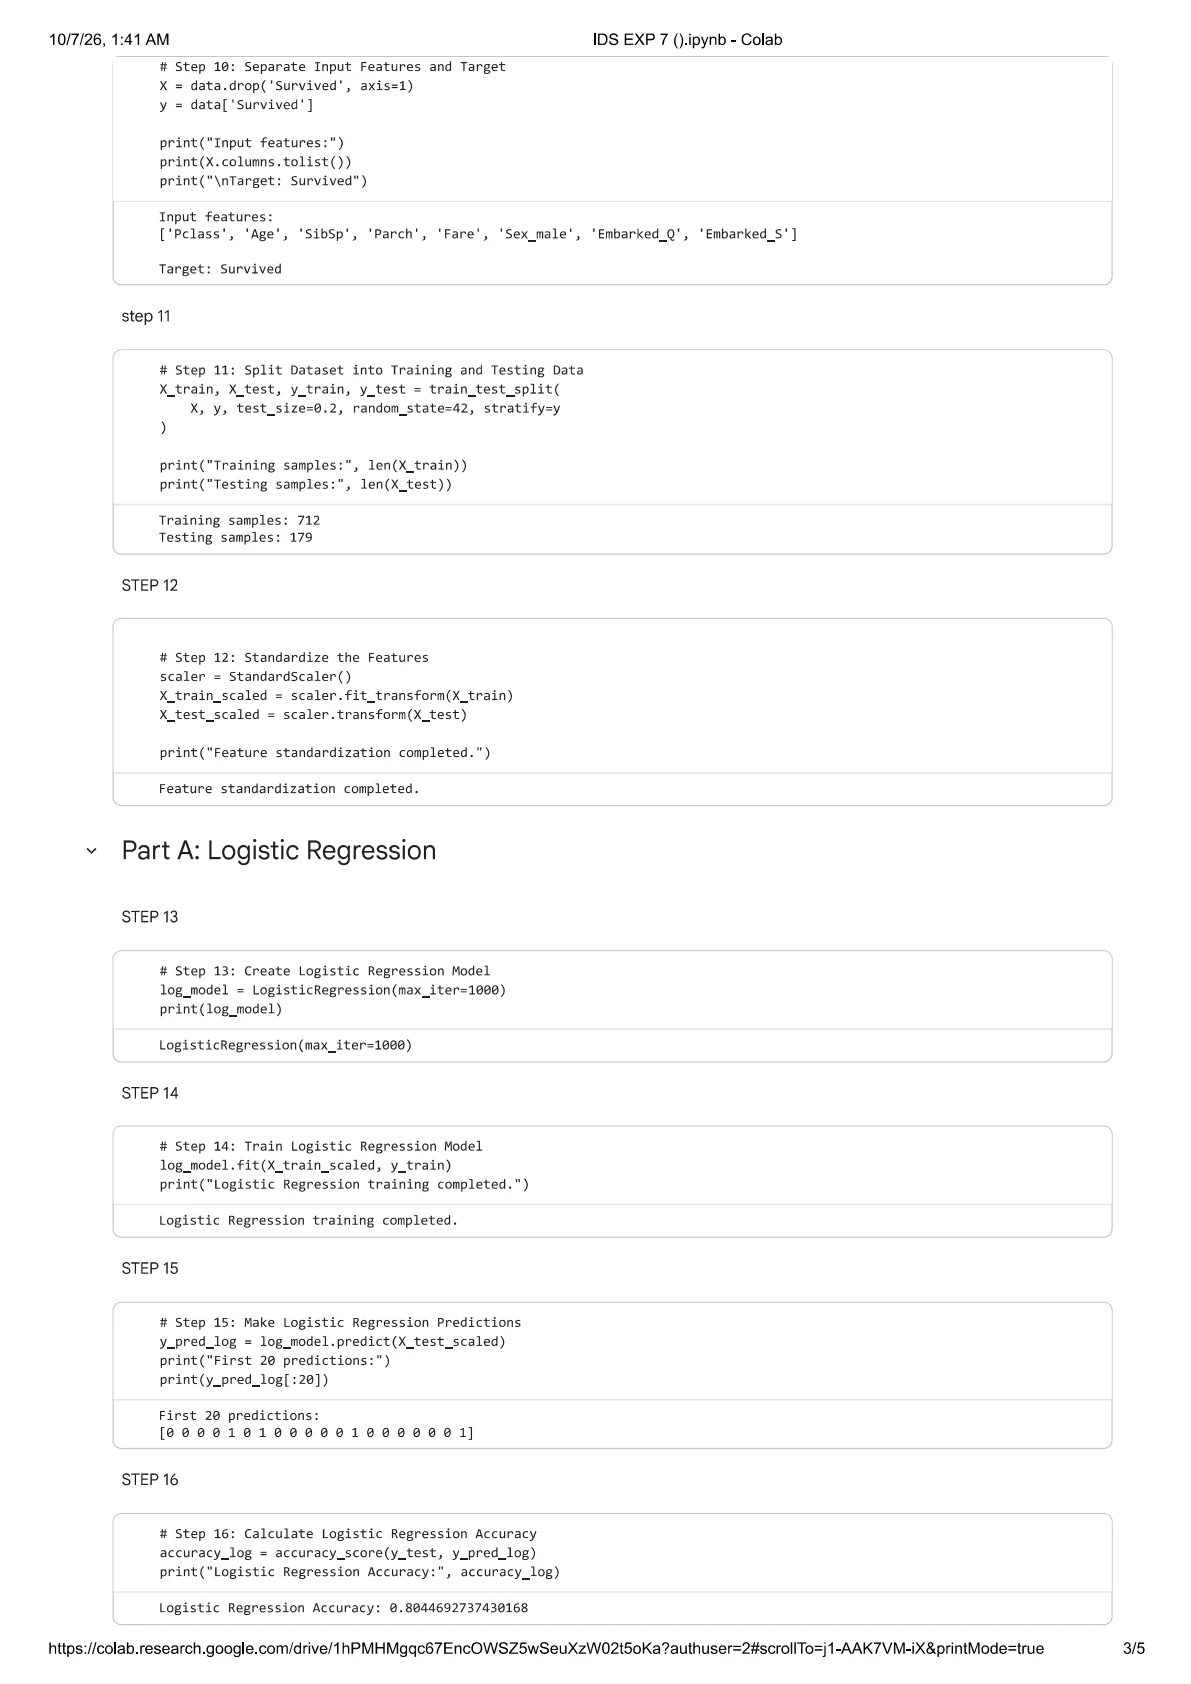 10/7/26, 1:41 AM
IDS EXP 7 ().ipynb - Colab
# Step 10: Separate Input Features and Target
X = data.drop('Survived', axis=1)
y = data['Survived']
print("Input features:")
print(X.columns.tolist())
print("\nTarget: Survived")
Input features:
['Pclass', 'Age', 'SibSp', 'Parch', 'Fare', 'Sex_male', 'Embarked_Q', 'Embarked_S']
Target: Survived
step 11
# Step 11: Split Dataset into Training and Testing Data
X_train, X_test, y_train, y_test = train_test_split(
    X, y, test_size=0.2, random_state=42, stratify=y
)
print("Training samples:", len(X_train))
print("Testing samples:", len(X_test))
Training samples: 712
Testing samples: 179
STEP 12
# Step 12: Standardize the Features
scaler = StandardScaler()
X_train_scaled = scaler.fit_transform(X_train)
X_test_scaled = scaler.transform(X_test)
print("Feature standardization completed.")
Feature standardization completed.
Part A: Logistic Regression
STEP 13
# Step 13: Create Logistic Regression Model
log_model = LogisticRegression(max_iter=1000)
print(log_model)
LogisticRegression(max_iter=1000)
STEP 14
# Step 14: Train Logistic Regression Model
log_model.fit(X_train_scaled, y_train)
print("Logistic Regression training completed.")
Logistic Regression training completed.
STEP 15
# Step 15: Make Logistic Regression Predictions
y_pred_log = log_model.predict(X_test_scaled)
print("First 20 predictions:")
print(y_pred_log[:20])
First 20 predictions:
[0 0 0 0 1 0 1 0 0 0 0 0 1 0 0 0 0 0 0 1]
STEP 16
# Step 16: Calculate Logistic Regression Accuracy
accuracy_log = accuracy_score(y_test, y_pred_log)
print("Logistic Regression Accuracy:", accuracy_log)
Logistic Regression Accuracy: 0.8044692737430168
https://colab.research.google.com/drive/1hPMHMgqc67EncOWSZ5wSeuXzW02t5oKa?authuser=2#scrollTo=j1-AAK7VM-iX&printMode=true
3/5